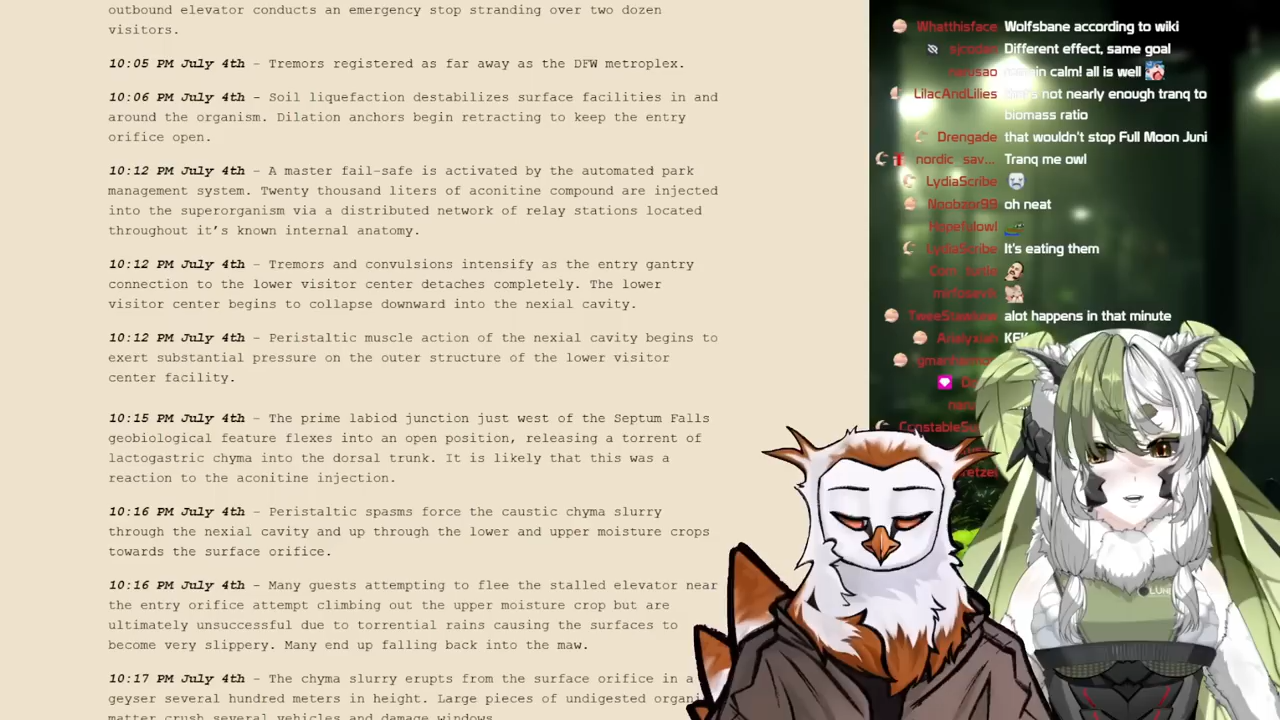 outbound elevator conducts an emergency stop stranding over two dozen
visitors.
10:05 PM July 4th – Tremors registered as far away as the DFW metroplex.
10:06 PM July 4th – Soil liquefaction destabilizes surface facilities in and
around the organism. Dilation anchors begin retracting to keep the entry
orifice open.
10:12 PM July 4th – A master fail-safe is activated by the automated park
management system. Twenty thousand liters of aconitine compound are injected
into the superorganism via a distributed network of relay stations located
throughout it's known internal anatomy.
10:12 PM July 4th – Tremors and convulsions intensify as the entry gantry
connection to the lower visitor center detaches completely. The lower
visitor center begins to collapse downward into the nexial cavity.
10:12 PM July 4th – Peristaltic muscle action of the nexial cavity begins to
exert substantial pressure on the outer structure of the lower visitor
center facility.
10:15 PM July 4th – The prime labiod junction just west of the Septum Falls
geobiological feature flexes into an open position, releasing a torrent of
lactogastric chyma into the dorsal trunk. It is likely that this was a
reaction to the aconitine injection.
10:16 PM July 4th – Peristaltic spasms force the caustic chyma slurry
through the nexial cavity and up through the lower and upper moisture crops
towards the surface orifice.
10:16 PM July 4th – Many guests attempting to flee the stalled elevator near
the entry orifice attempt climbing out the upper moisture crop but are
ultimately unsuccessful due to torrential rains causing the surfaces to
become very slippery. Many end up falling back into the maw.
10:17 PM July 4th – The chyma slurry erupts from the surface orifice in a
geyser several hundred meters in height. Large pieces of undigested
matter crush several vehicles and damage windows.
Whatthisface Wolfsbane according to wiki
Different effect, same goal
calm! all is well
LilacAndLilies not nearly enough tranq to
biomass ratio
Drengade that wouldn't stop Full Moon Juni
nordic sav... Tranq me owl
LydiaScribe
Noobzor99 oh neat
Hopefulowl
LydiaScribe It's eating them
alot happens in that minute